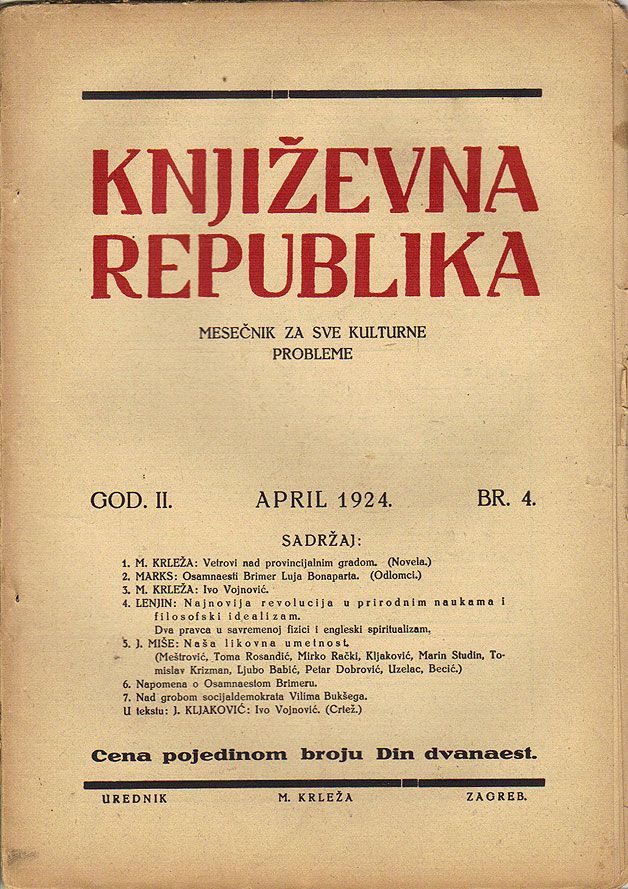 KNJIŽEVNA
REPUBLIKA
MESEČNIK ZA SVE KULTURNE
PROBLEME
GOD. II. APRIL 1924. BR. 4.
SADRŽAJ:
1. M. KRLEŽA: Vetrovi nad provincijalnim gradom. (Novela.)
2. MARKS: Osamnaesti Brimer Luja Bonaparta. (Odlomci.)
3. M. KRLEŽA: Ivo Vojnović.
4. LENJIN: Najnovija revolucija u prirodnim naukama i
filosofski idealizam.
Dva pravca u savremenoj fizici i engleski spiritualizam.
5. J. MIŠE: Naša likovna umetnost.
(Meštrović, Toma Rosandić, Mirko Rački, Kljaković, Marin Studin, To-
mislav Krizman, Ljubo Babić, Petar Dobrović, Uzelac, Becić.)
6. Napomena o Osamnaestom Brimeru.
7. Nad grobom socijaldemokrata Vilima Bukšega.
U tekstu: J. KLJAKOVIĆ: Ivo Vojnović. (Crtež.)
Cena pojedinom broju Din dvanaest.
UREDNIK M. KRLEŽA ZAGREB.